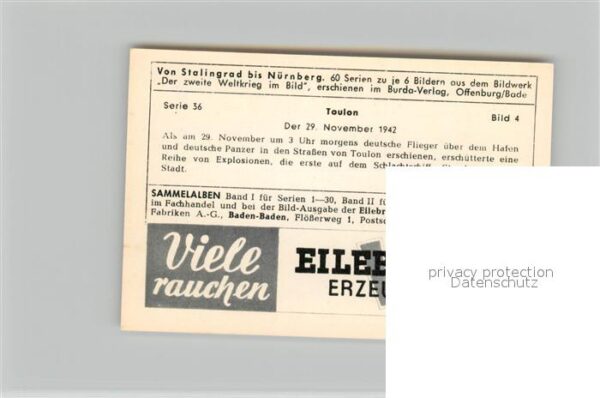 Von Stalingrad bis Nürnberg. 60 Serien zu je 6 Bildern aus dem Bildwerk
„Der zweite Weltkrieg im Bild", erschienen im Burda-Verlag, Offenburg/Bade
Serie 36 Toulon Bild 4
Der 29. November 1942
Als am 29. November um 3 Uhr morgens deutsche Flieger über dem Hafen
und deutsche Panzer in den Straßen von Toulon erschienen, erschütterte eine
Reihe von Explosionen, die erste auf dem
Stadt.
SAMMELALBEN Band I für Serien 1—30, Band II
im Fachhandel und bei der Bild-Ausgabe der
Fabriken A.-G., Baden-Baden, Flößerweg 1,
Viele
rauchen
privacy protection
Datenschutz